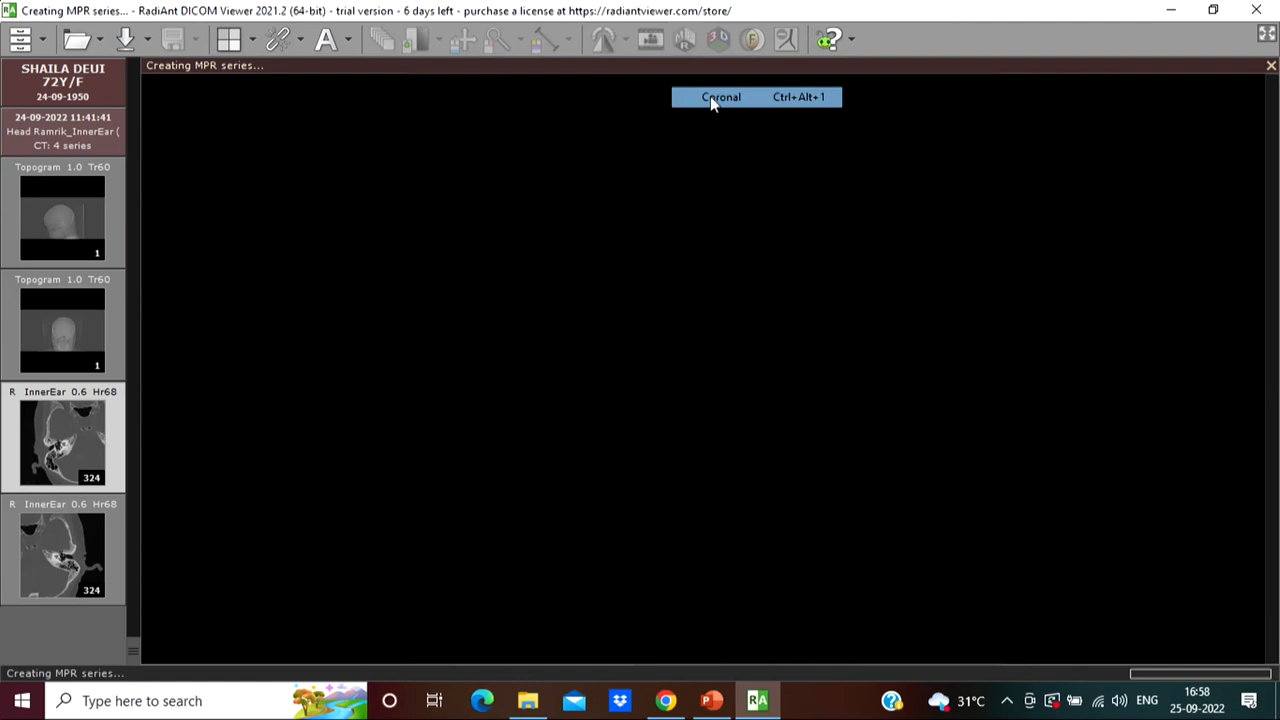 Creating MPR series... - RadiAnt DICOM Viewer 2021.2 (64-bit) - trial version - 6 days left - purchase a license at https://radiantviewer.com/store/
Creating MPR series...
SHAILA DEUI
72Y/F
24-09-1950
24-09-2022 11:41:41
Head Ramrik_InnerEar (
CT: 4 series
Topogram 1.0 Tr60
1
Topogram 1.0 Tr60
1
R InnerEar 0.6 Hr68
324
R InnerEar 0.6 Hr68
324
Coronal Ctrl+Alt+1
Creating MPR series...
Type here to search
31°C
ENG
16:58
25-09-2022